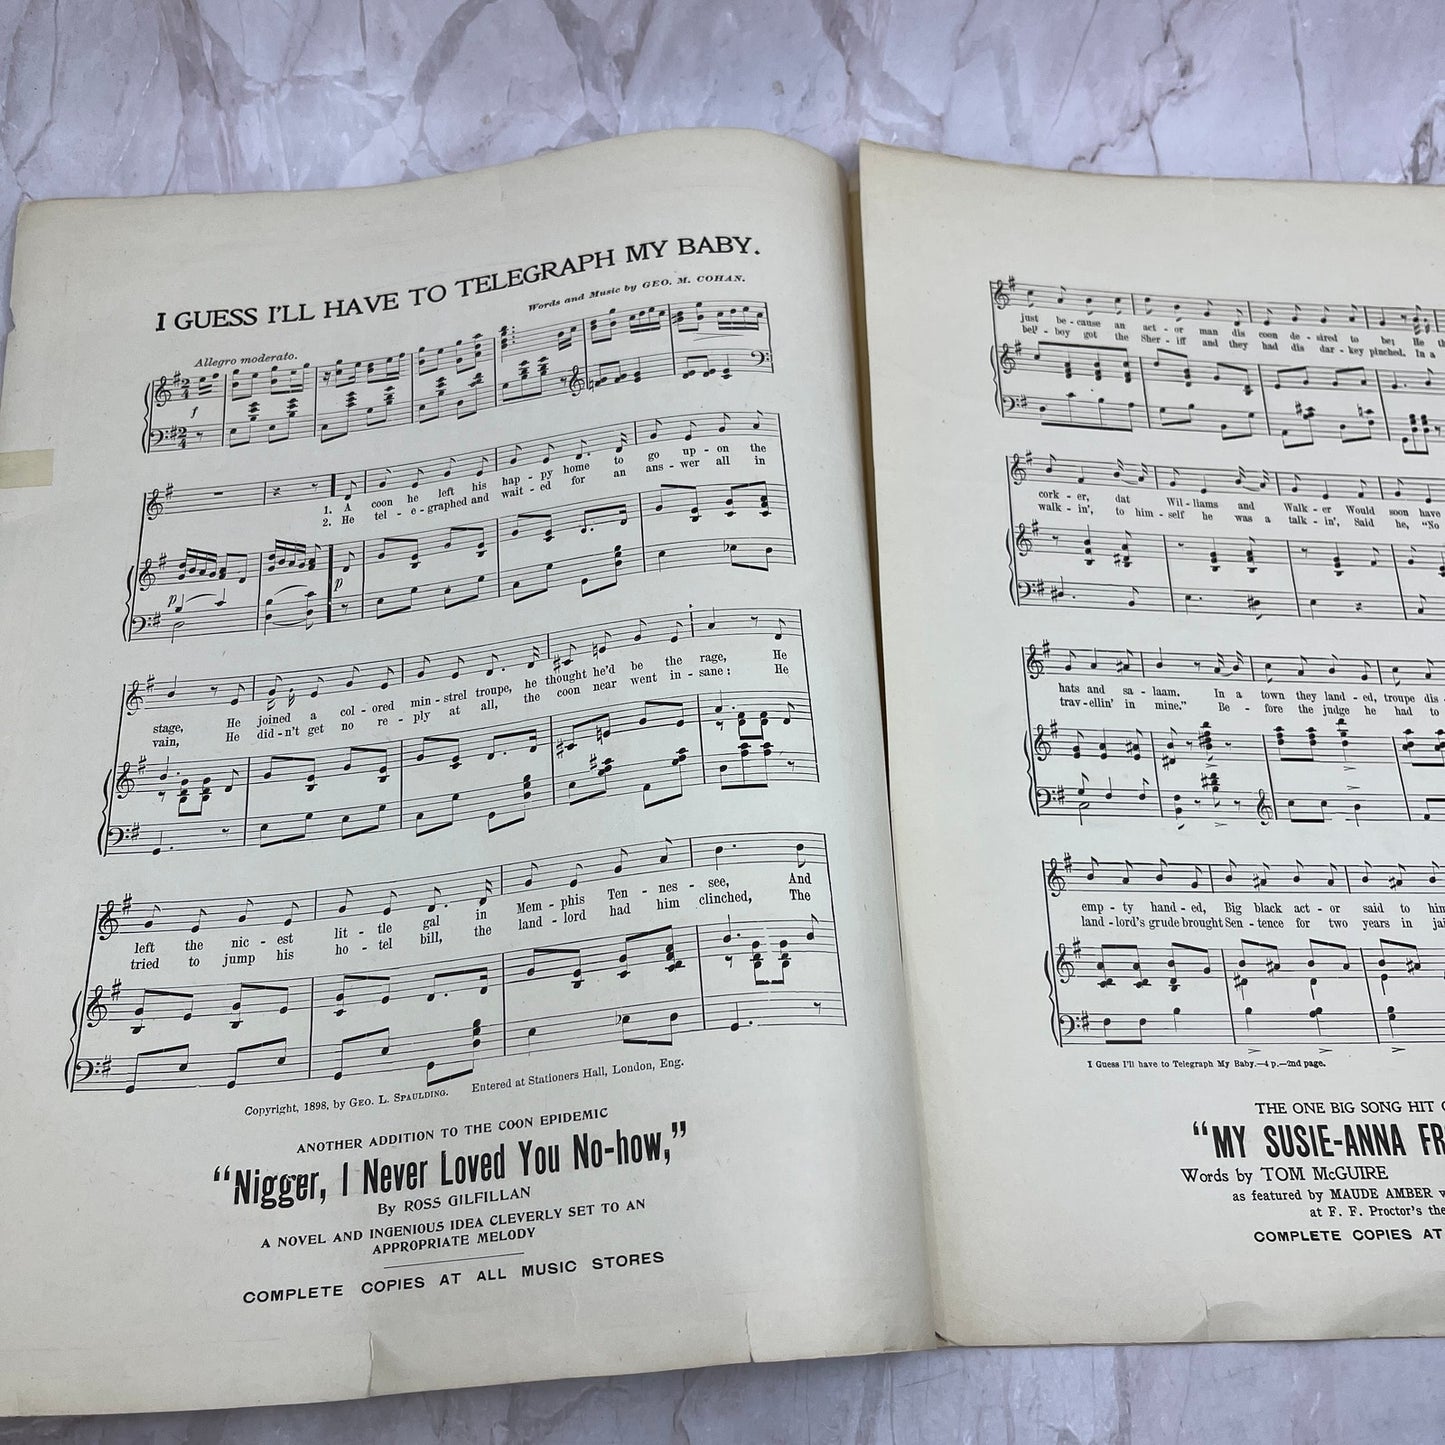 I GUESS I'LL HAVE TO TELEGRAPH MY BABY.
Words and Music by GEO. M. COHAN.
Allegro moderato.
f
1. A coon he left his hap-py home to go up-on the
2. He tel-e-graphed and wait-ed for an ans-wer all in
p
p
stage, He joined a col-ored min-strel troupe, he thought he'd be the rage, He
vain, He did-n't get no re-ply at all, the coon near went in-sane: He
left the nic-est lit-tle gal in Mem-phis Ten-nes-see, And
tried to jump his ho-tel bill, the land-lord had him clinched, The
Copyright, 1898, by GEO. L. SPAULDING. Entered at Stationers Hall, London, Eng.
ANOTHER ADDITION TO THE COON EPIDEMIC
"Nigger, I Never Loved You No-how,"
By ROSS GILFILLAN
A NOVEL AND INGENIOUS IDEA CLEVERLY SET TO AN
APPROPRIATE MELODY
COMPLETE COPIES AT ALL MUSIC STORES
just be-cause an act-or man dis coon de-sired to be; He
bel'-boy got the Sher-iff and they had dis dar-key pinched. In a
cork-er, dat Wil-liams and Walk-er Would soon have
walk-in', to him-self he was a talk-in', Said he, "No
hats and sa-laam. In a town they land-ed, troupe dis
trav-ellin' in mine." Be-fore the judge he had to
emp-ty hand-ed, Big black act-or said to him
land-lord's grude brought Sen-tence for two years in
I Guess I'll have to Telegraph My Baby.—4 p.—2nd page.
THE ONE BIG SONG HIT
"MY SUSIE-ANNA
Words by TOM McGUIRE
as featured by MAUDE AMBER
at F. F. Proctor's
COMPLETE COPIES AT